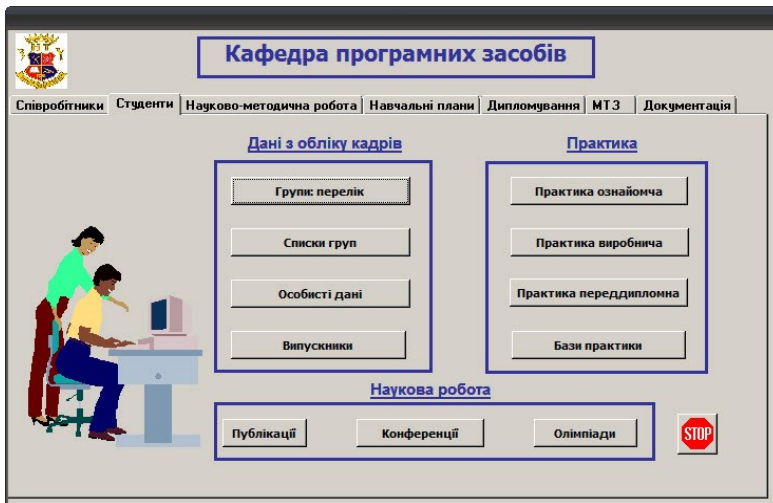 Кафедра програмних засобів
Співробітники Студенти Науково-методична робота Навчальні плани Дипломування МТЗ Документація
Дані з обліку кадрів
Групи: перелік
Списки груп
Особисті дані
Випускники
Практика
Практика ознайомча
Практика виробнича
Практика переддипломна
Бази практики
Наукова робота
Публікації Конференції Олімпіади
STOP